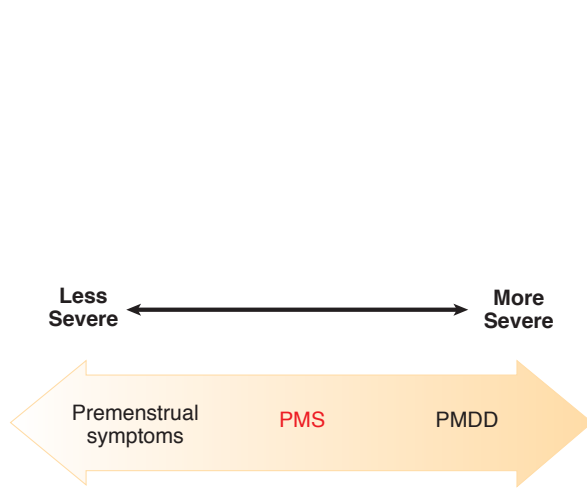 Less
Severe
More
Severe
Premenstrual
symptoms
PMS
PMDD